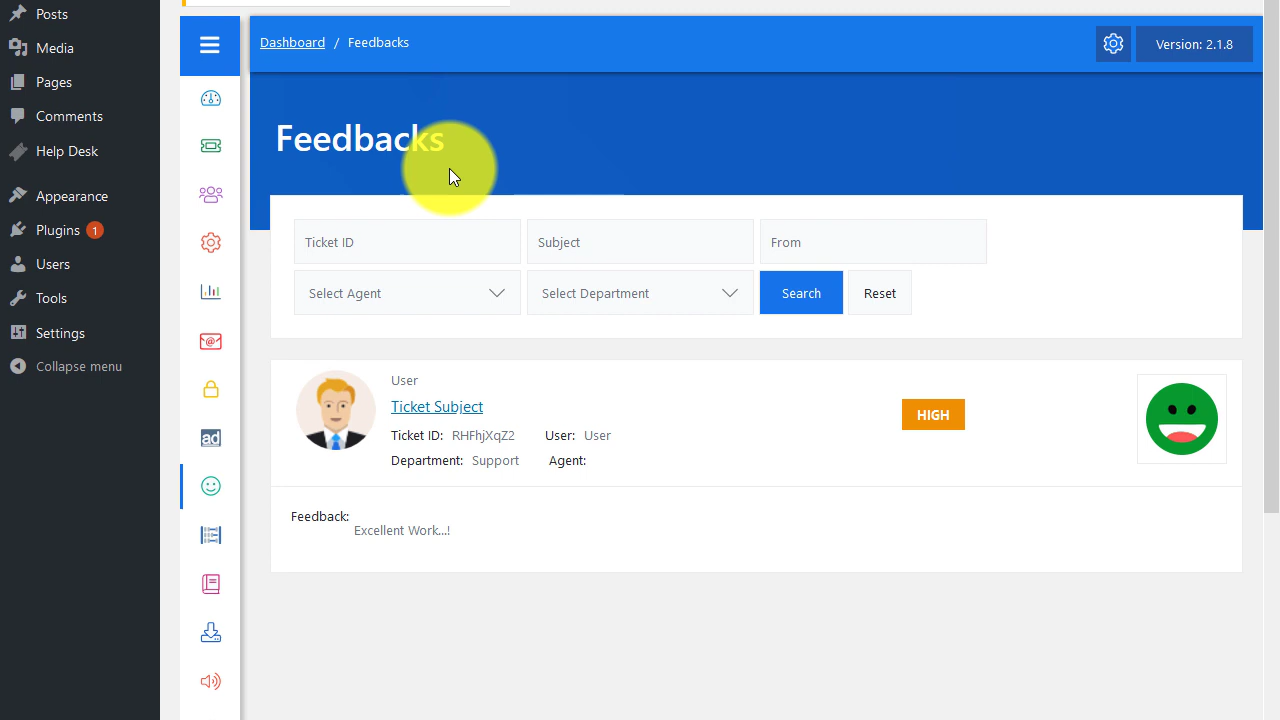 Posts
Media
Pages
Comments
Help Desk
Appearance
Plugins 1
Users
Tools
Settings
Collapse menu
@
ad
Dashboard / Feedbacks
Version: 2.1.8
Feedbacks
Ticket ID Subject From
Select Agent Select Department Search Reset
User
Ticket Subject
HIGH
Ticket ID: RHFhjXqZ2 User: User
Department: Support Agent:
Feedback:
Excellent Work...!